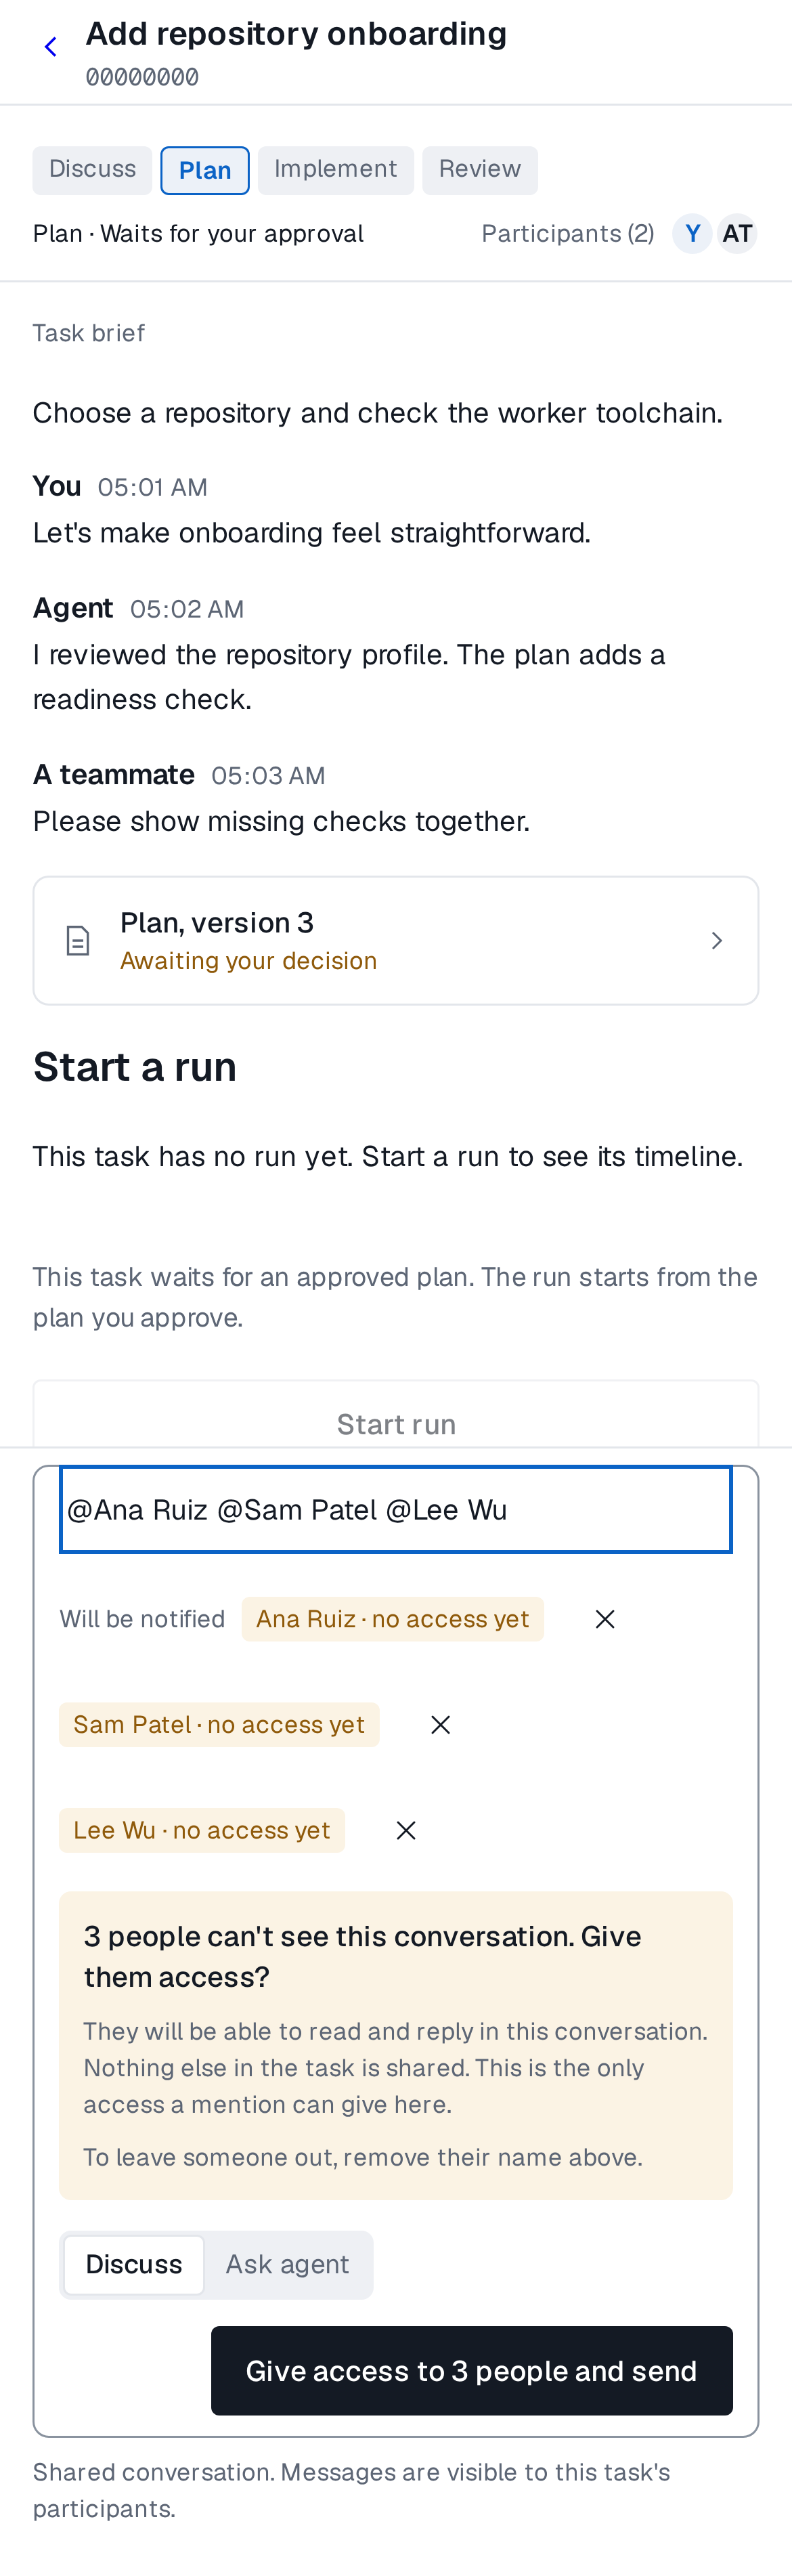 Add repository onboarding
00000000
Discuss
Plan
Implement
Review
Plan · Waits for your approval
Participants (2)
Y
AT
Task brief
Choose a repository and check the worker toolchain.
You 05:01 AM
Let's make onboarding feel straightforward.
Agent 05:02 AM
I reviewed the repository profile. The plan adds a
readiness check.
A teammate 05:03 AM
Please show missing checks together.
Plan, version 3
Awaiting your decision
Start a run
This task has no run yet. Start a run to see its timeline.
This task waits for an approved plan. The run starts from the
plan you approve.
Start run
@Ana Ruiz @Sam Patel @Lee Wu
Will be notified
Ana Ruiz · no access yet
Sam Patel · no access yet
Lee Wu · no access yet
3 people can't see this conversation. Give
them access?
They will be able to read and reply in this conversation.
Nothing else in the task is shared. This is the only
access a mention can give here.
To leave someone out, remove their name above.
Discuss
Ask agent
Give access to 3 people and send
Shared conversation. Messages are visible to this task's
participants.